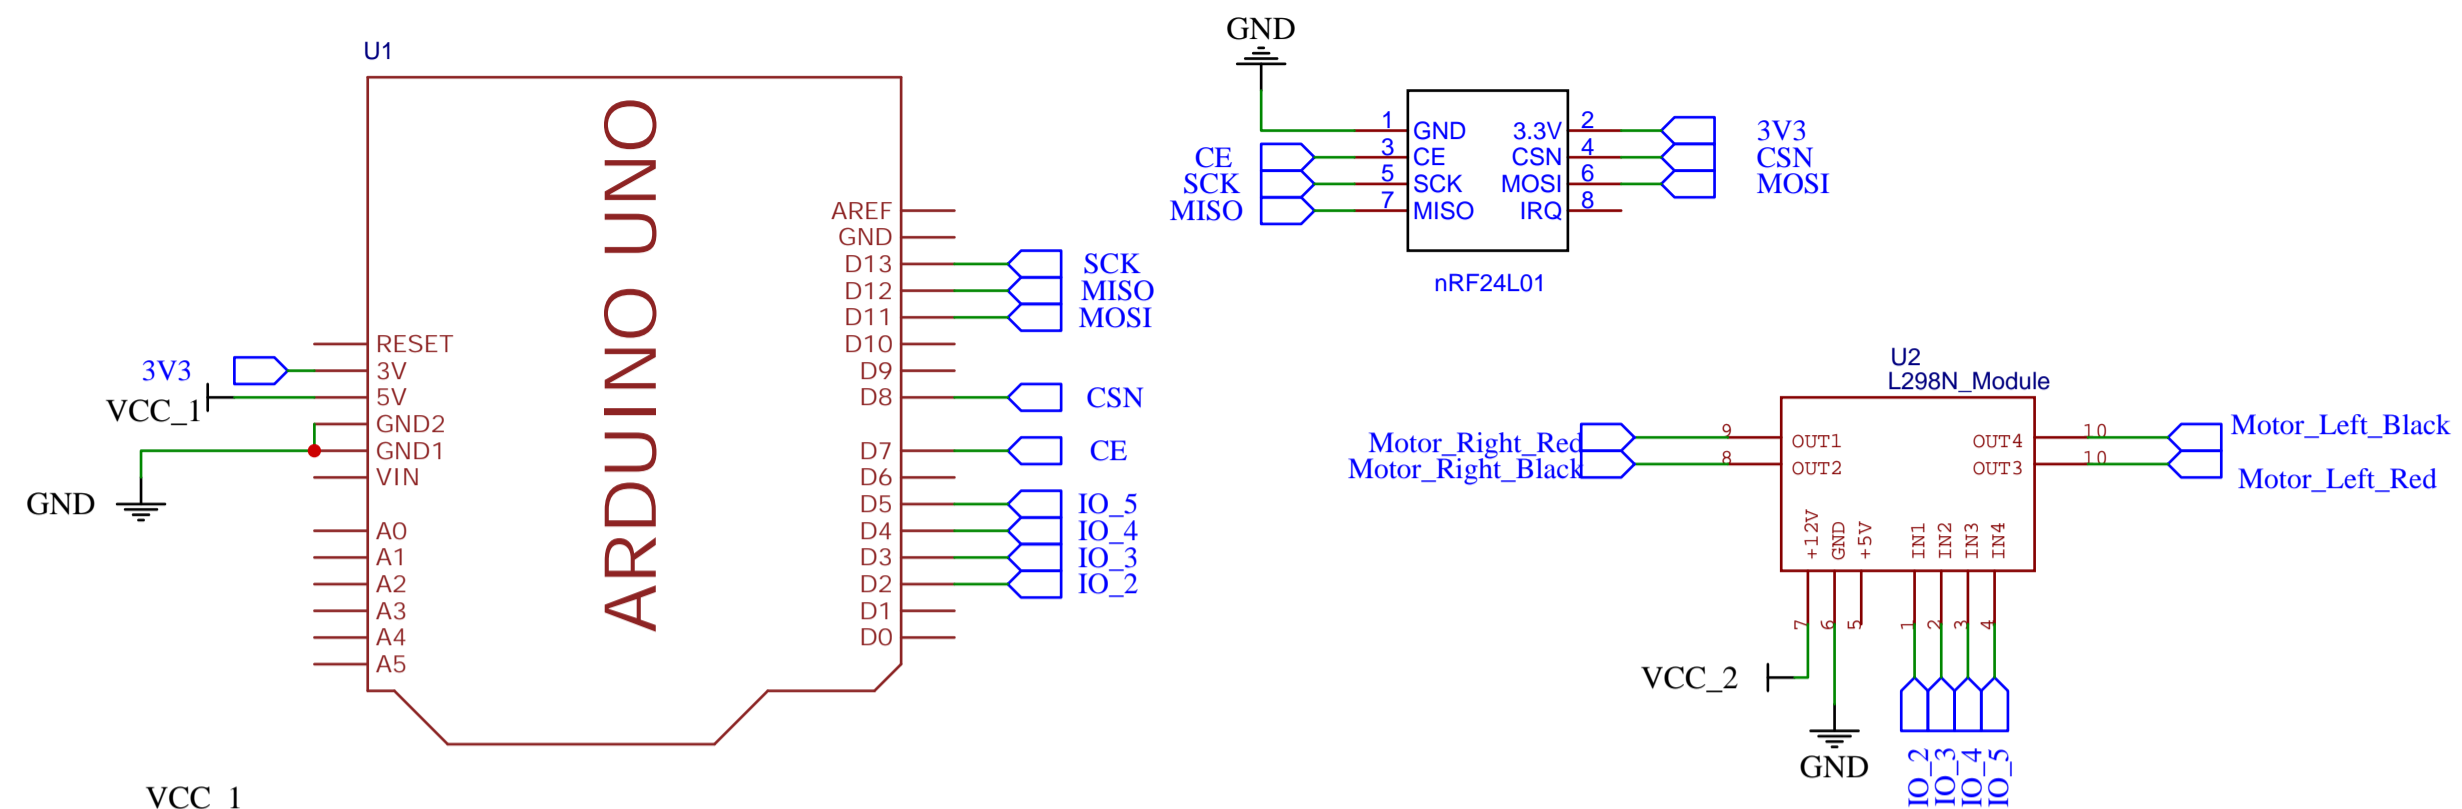 U1
ARDUINO UNO
RESET
3V
5V
GND2
GND1
VIN
A0
A1
A2
A3
A4
A5
AREF
GND
D13
D12
D11
D10
D9
D8
D7
D6
D5
D4
D3
D2
D1
D0
3V3
VCC_1
GND
SCK
MISO
MOSI
CSN
CE
IO_5
IO_4
IO_3
IO_2
VCC_1
GND
CE
SCK
MISO
1
3
5
7
GND 3.3V
CE CSN
SCK MOSI
MISO IRQ
2
4
6
8
3V3
CSN
MOSI
nRF24L01
U2
L298N_Module
Motor_Right_Red
Motor_Right_Black
9
8
OUT1 OUT4
OUT2 OUT3
10
10
Motor_Left_Black
Motor_Left_Red
+12V
GND
+5V
IN1
IN2
IN3
IN4
7
6
5
1
2
3
4
VCC_2
GND
IO_2
IO_3
IO_4
IO_5